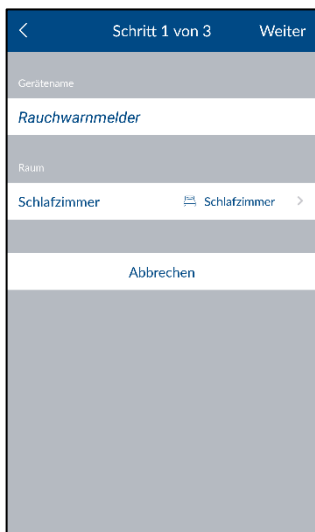 Schritt 1 von 3 Weiter
Gerätename
Rauchwarnmelder
Raum
Schlafzimmer Schlafzimmer
Abbrechen